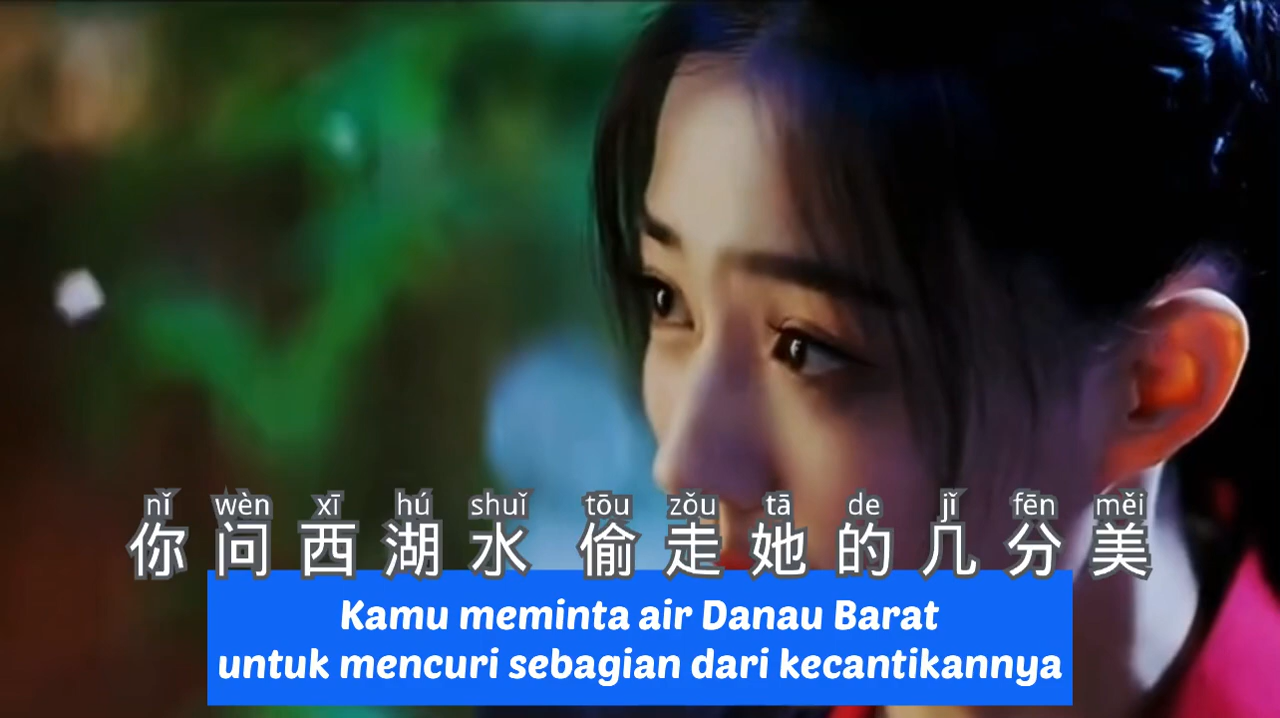 nǐ wèn xī hú shuǐ tōu zǒu tā de jǐ fēn měi
你问西湖水 偷走她的几分美
Kamu meminta air Danau Barat
untuk mencuri sebagian dari kecantikannya